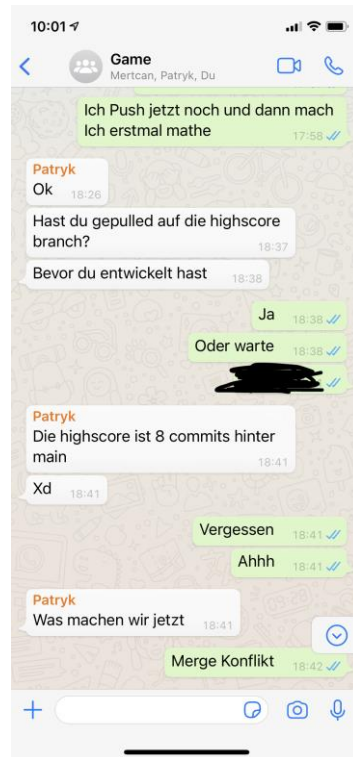 10:01
Game
Mertcan, Patryk, Du
Ich Push jetzt noch und dann mach
Ich erstmal mathe
17:58
Patryk
Ok 18:26
Hast du gepulled auf die highscore
branch?
18:37
Bevor du entwickelt hast 18:38
Ja 18:38
Oder warte 18:38
Patryk
Die highscore ist 8 commits hinter
main
18:41
Xd 18:41
Vergessen 18:41
Ahhh 18:41
Patryk
Was machen wir jetzt 18:41
Merge Konflikt 18:42